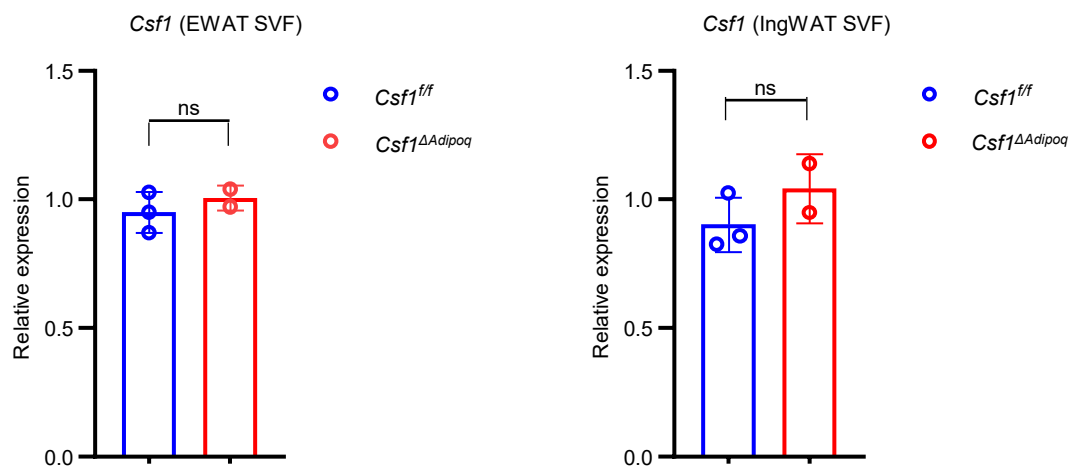 Csf1 (EWAT SVF)
1.5
1.0
0.5
0.0
Relative expression
ns
Csf1f/f
Csf1ΔAdipoq
Csf1 (IngWAT SVF)
1.5
1.0
0.5
0.0
Relative expression
ns
Csf1f/f
Csf1ΔAdipoq